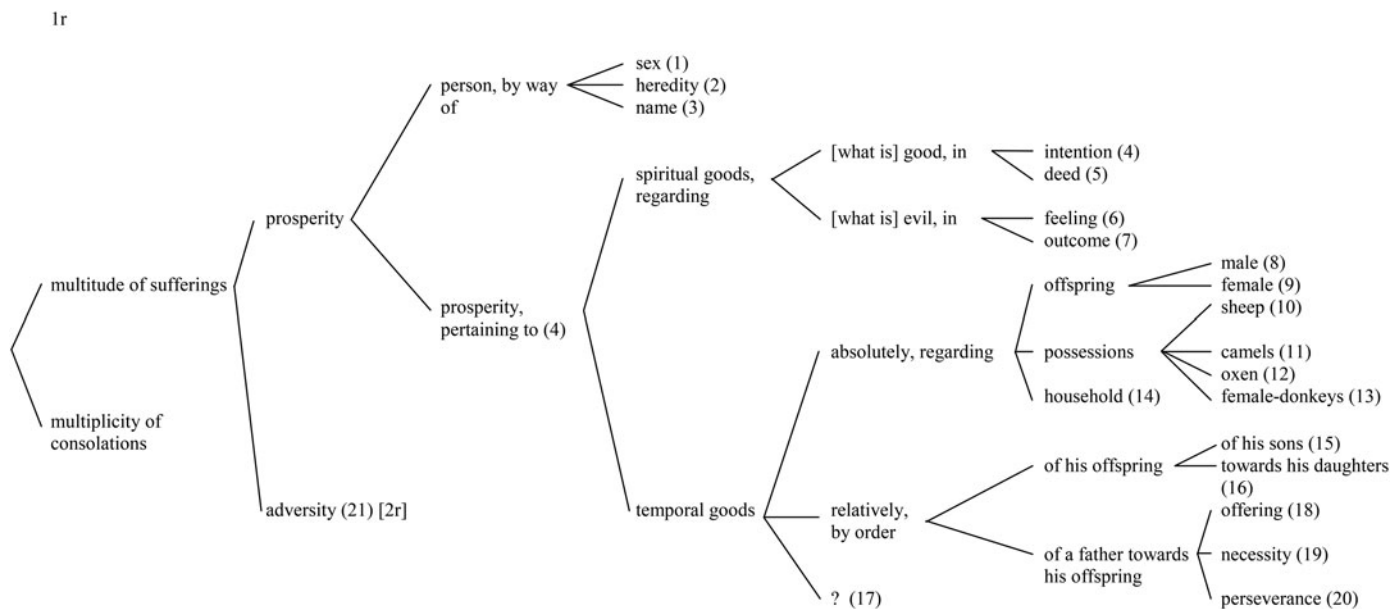 1r
multitude of sufferings
multiplicity of
consolations
prosperity
adversity (21) [2r]
person, by way
of
prosperity,
pertaining to (4)
sex (1)
heredity (2)
name (3)
spiritual goods,
regarding
temporal goods
[what is] good, in
[what is] evil, in
intention (4)
deed (5)
feeling (6)
outcome (7)
absolutely, regarding
relatively,
by order
? (17)
offspring
possessions
household (14)
male (8)
female (9)
sheep (10)
camels (11)
oxen (12)
female-donkeys (13)
of his offspring
of a father towards
his offspring
of his sons (15)
towards his daughters
(16)
offering (18)
necessity (19)
perseverance (20)